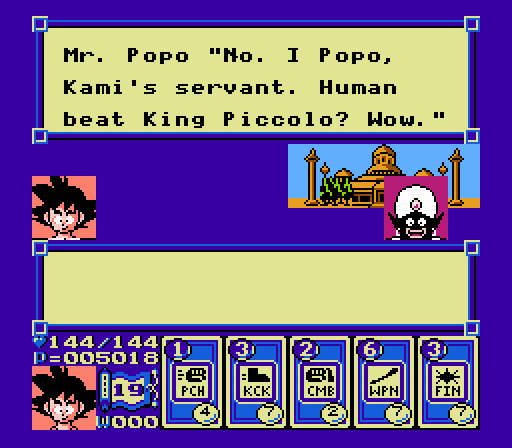 Mr. Popo "No. I Popo,
Kami's servant. Human
beat King Piccolo? Wow."
144/144
P=005018
19
W000
1 3 2 6 3
PCH KCK CMB WPN FIN
4 7 2 7 7